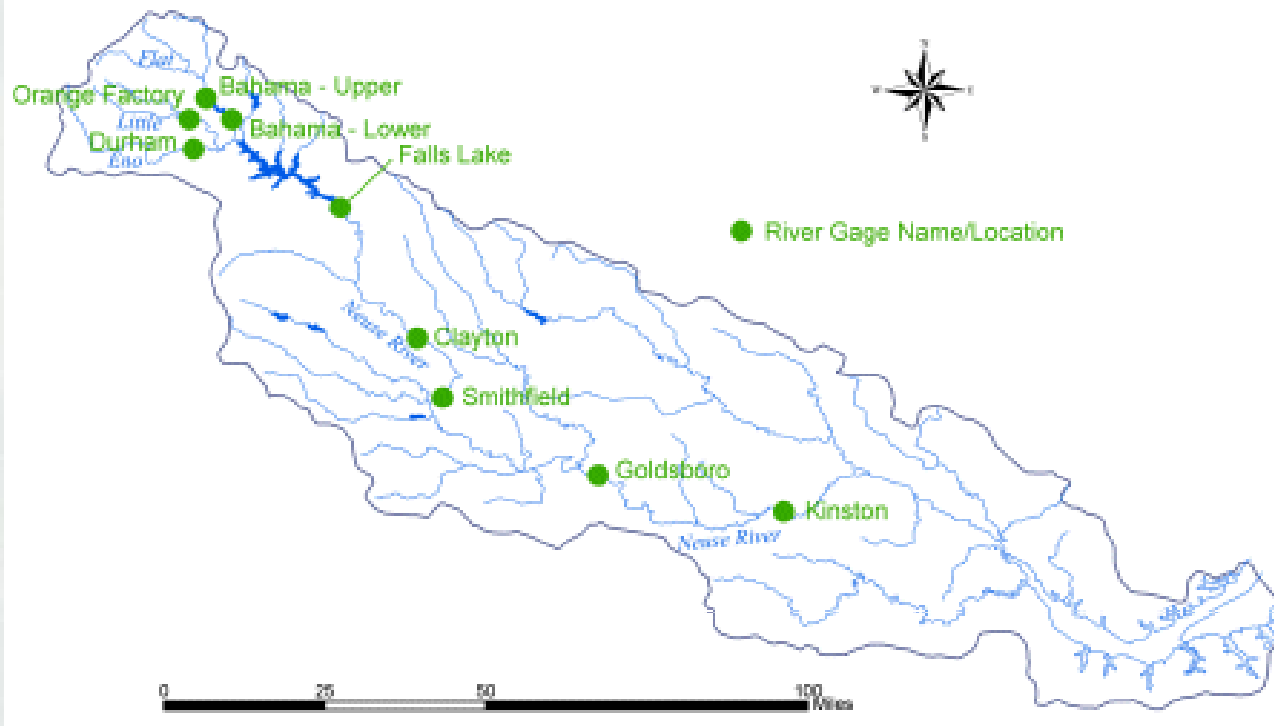 N
W
E
S
Flat
Bahama - Upper
Orange Factory
Little
Bahama - Lower
Durham
Eno
Falls Lake
River Gage Name/Location
Neuse River
Clayton
Smithfield
Goldsboro
Kinston
Neuse River
0 25 50 100
Miles